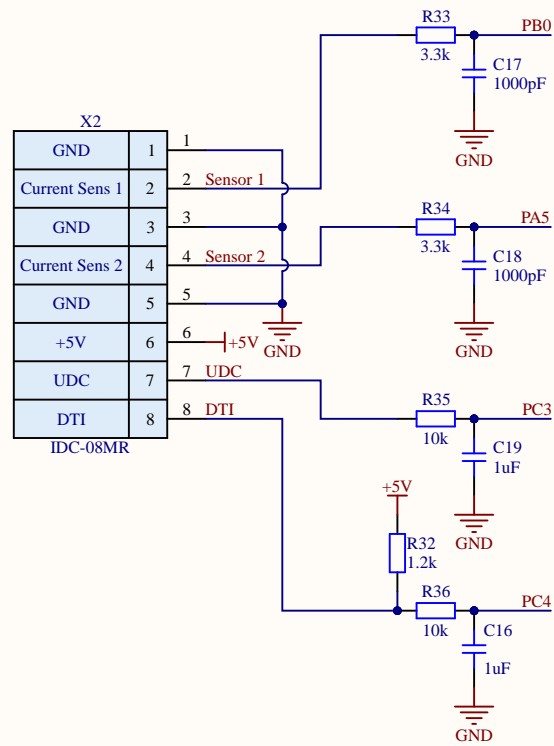 R33
PB0
3.3k
C17
1000pF
GND
X2
GND 1 1
Current Sens 1 2 2 Sensor 1
GND 3 3
Current Sens 2 4 4 Sensor 2
GND 5 5
+5V 6 6 +5V
UDC 7 7 UDC
DTI 8 8 DTI
IDC-08MR
GND
R34
PA5
3.3k
C18
1000pF
GND
R35
PC3
10k
C19
1uF
GND
+5V
R32
1.2k
R36
PC4
10k
C16
1uF
GND